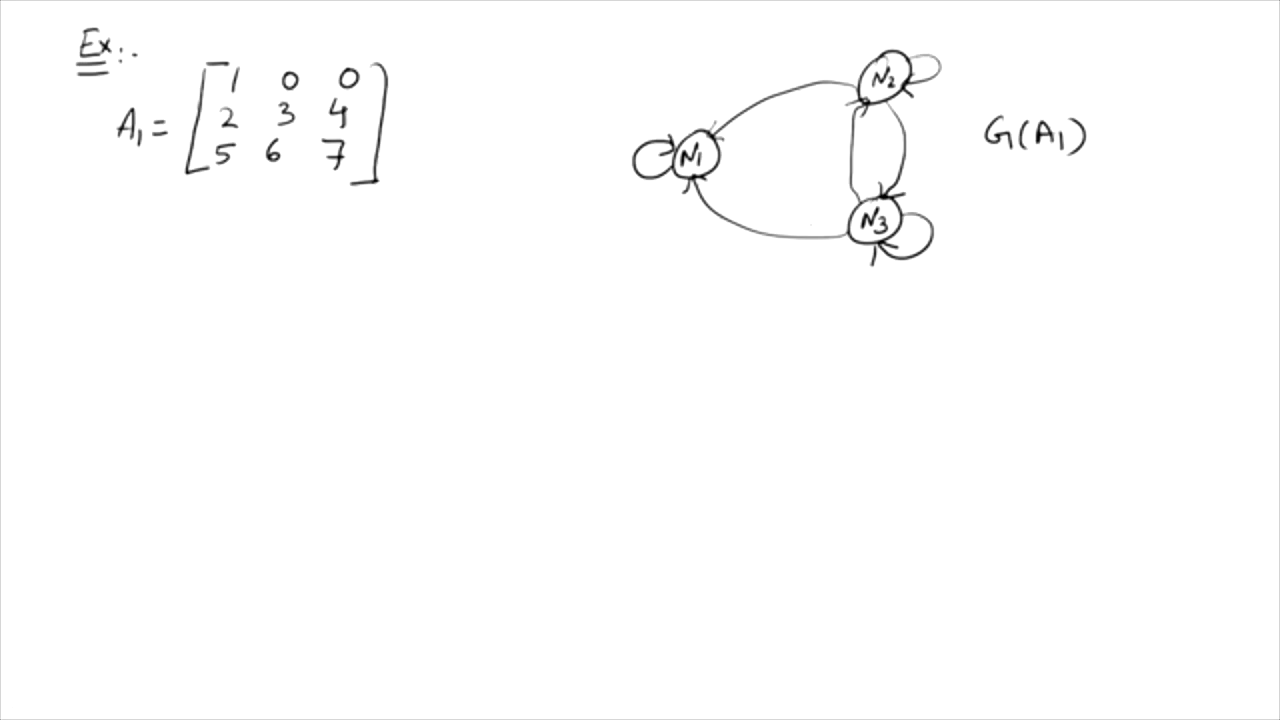 Ex:.
A₁ = [1 0 0
2 3 4
5 6 7]
N₂
N₁
N₃
G(A₁)